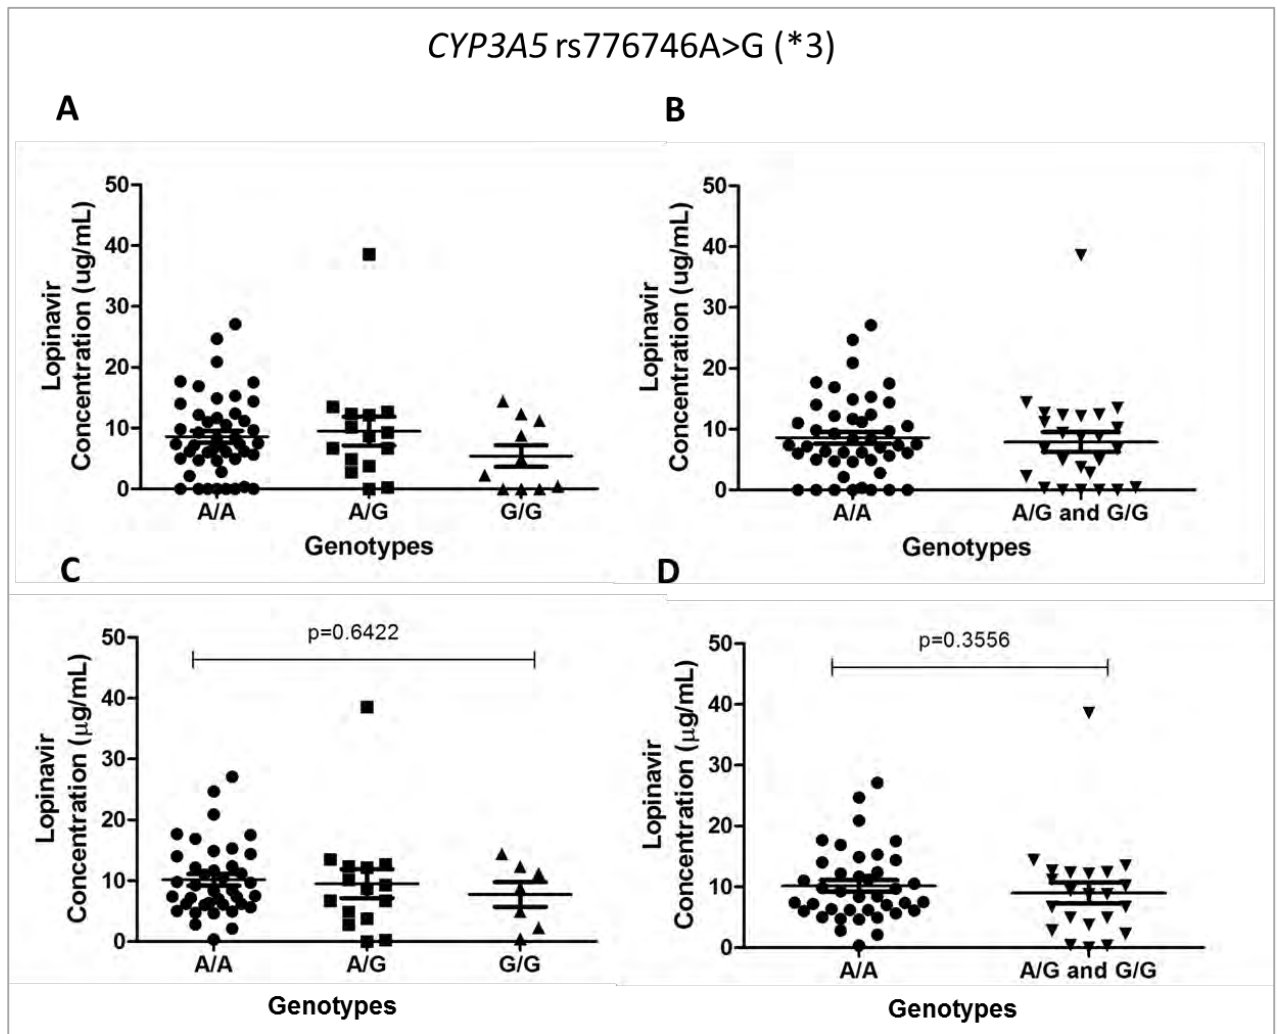 CYP3A5 rs776746A>G (*3)
A
Lopinavir
Concentration (ug/mL)
50
40
30
20
10
0
A/A A/G G/G
Genotypes
B
Lopinavir
Concentration (ug/mL)
50
40
30
20
10
0
A/A A/G and G/G
Genotypes
C
Lopinavir
Concentration (μg/mL)
50
40
30
20
10
0
p=0.6422
A/A A/G G/G
Genotypes
D
Lopinavir
Concentration (μg/mL)
50
40
30
20
10
0
p=0.3556
A/A A/G and G/G
Genotypes